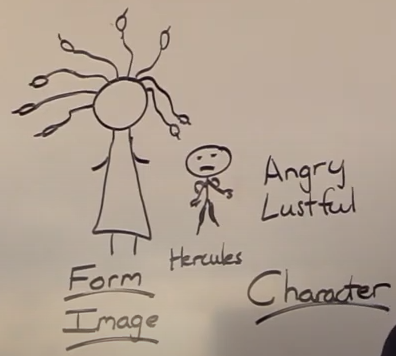 Angry
Lustful
Hercules
Form
Image
Character